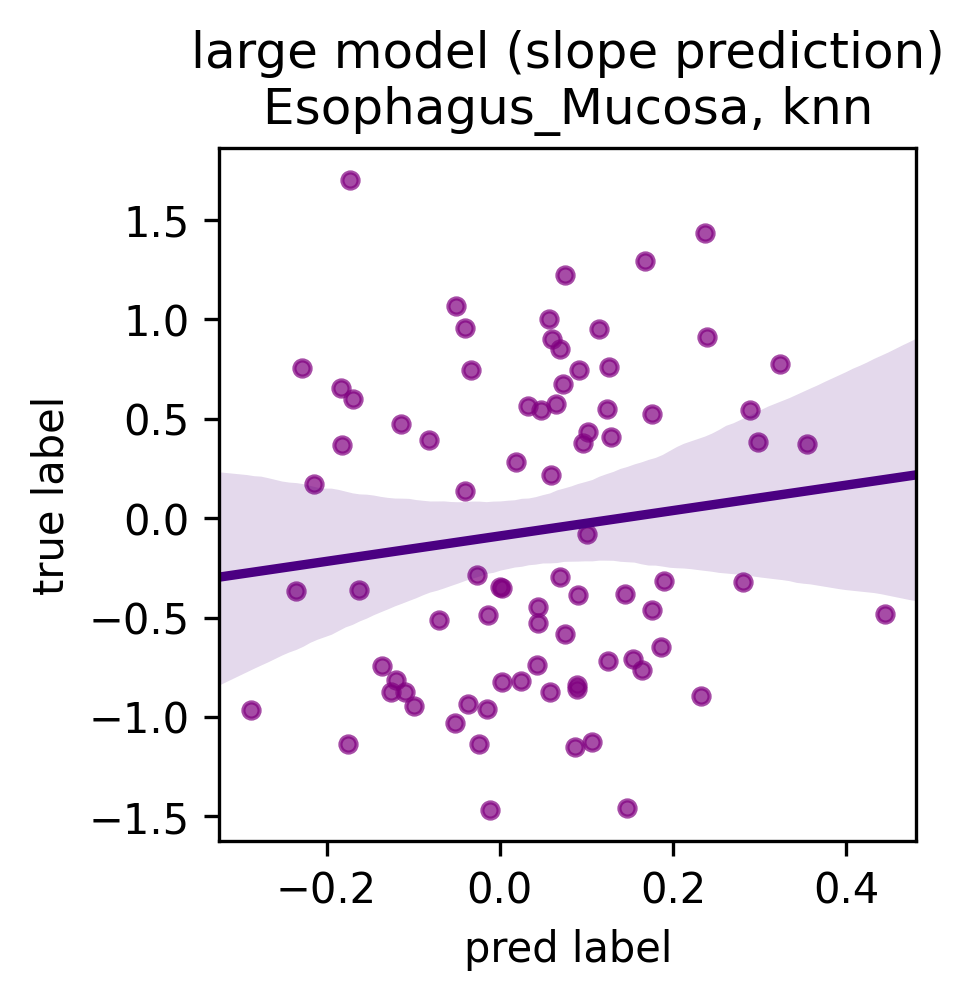 large model (slope prediction)
Esophagus_Mucosa, knn
1.5
1.0
0.5
0.0
−0.5
−1.0
−1.5
true label
−0.2
0.0
0.2
0.4
pred label